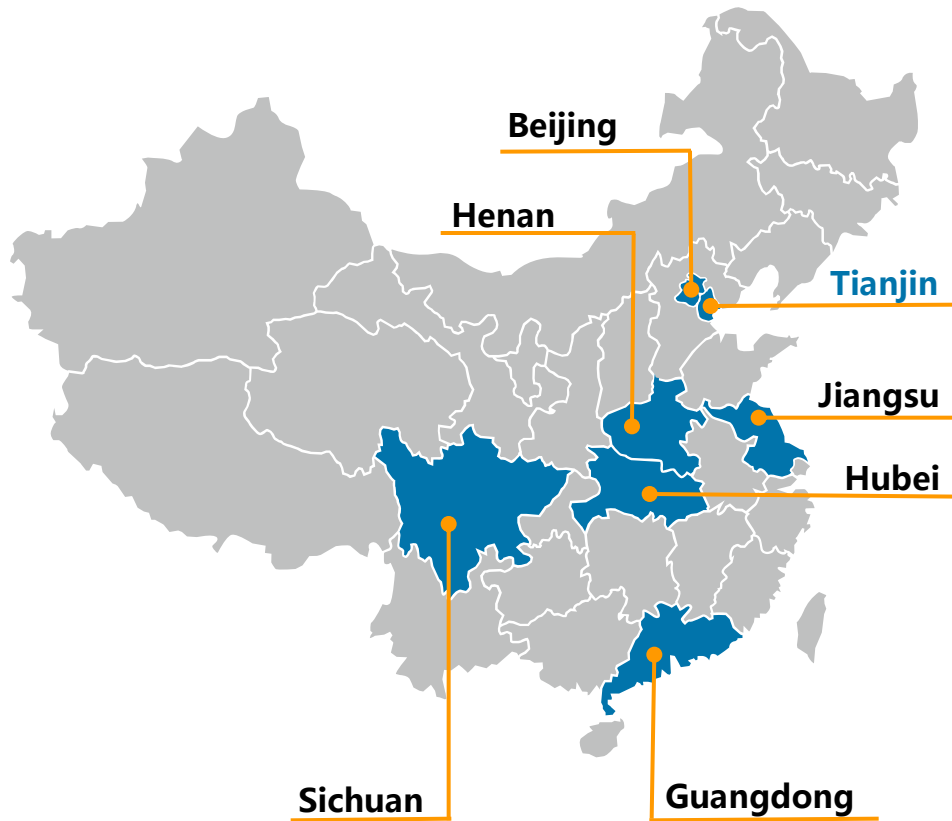 Beijing
Henan
Tianjin
Jiangsu
Hubei
Sichuan
Guangdong